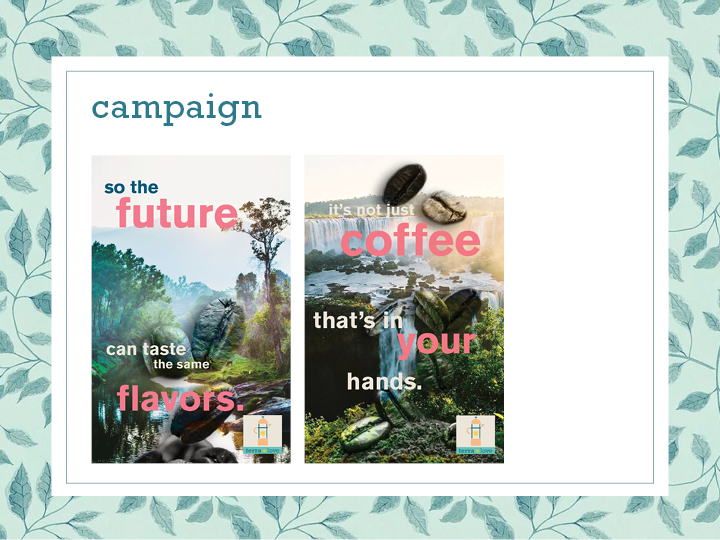 campaign
so the
future
can taste
the same
flavors.
it's not just
coffee
that's in
your
hands.